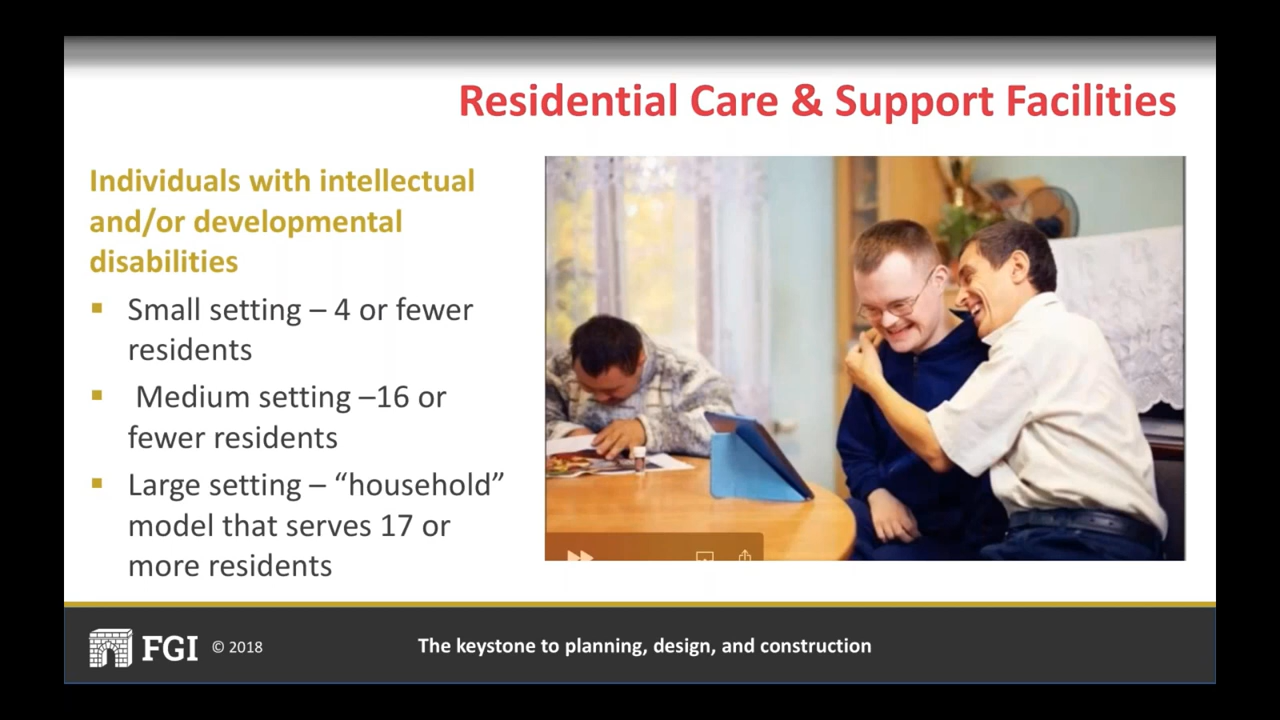 Residential Care & Support Facilities
Individuals with intellectual
and/or developmental
disabilities
▪ Small setting – 4 or fewer
residents
▪ Medium setting –16 or
fewer residents
▪ Large setting – “household”
model that serves 17 or
more residents
FGI © 2018
The keystone to planning, design, and construction